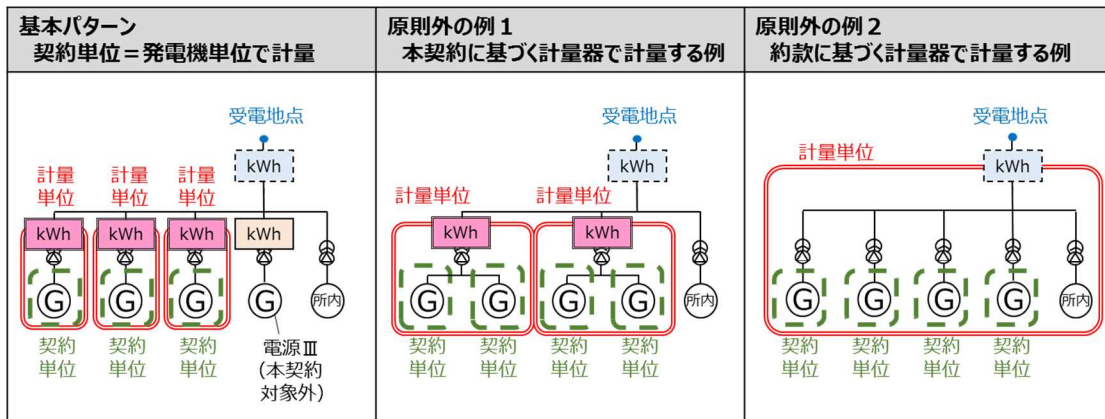 基本パターン
契約単位=発電機単位で計量
原則外の例1
本契約に基づく計量器で計量する例
原則外の例2
約款に基づく計量器で計量する例
受電地点
kWh
計量
単位
計量
単位
計量
単位
kWh
kWh
kWh
kWh
G
G
G
G
所内
契約
単位
契約
単位
契約
単位
電源Ⅲ
(本契約
対象外)
受電地点
kWh
計量単位
計量単位
kWh
kWh
G
G
G
G
所内
契約
単位
契約
単位
契約
単位
契約
単位
受電地点
計量単位
kWh
G
G
G
G
所内
契約
単位
契約
単位
契約
単位
契約
単位